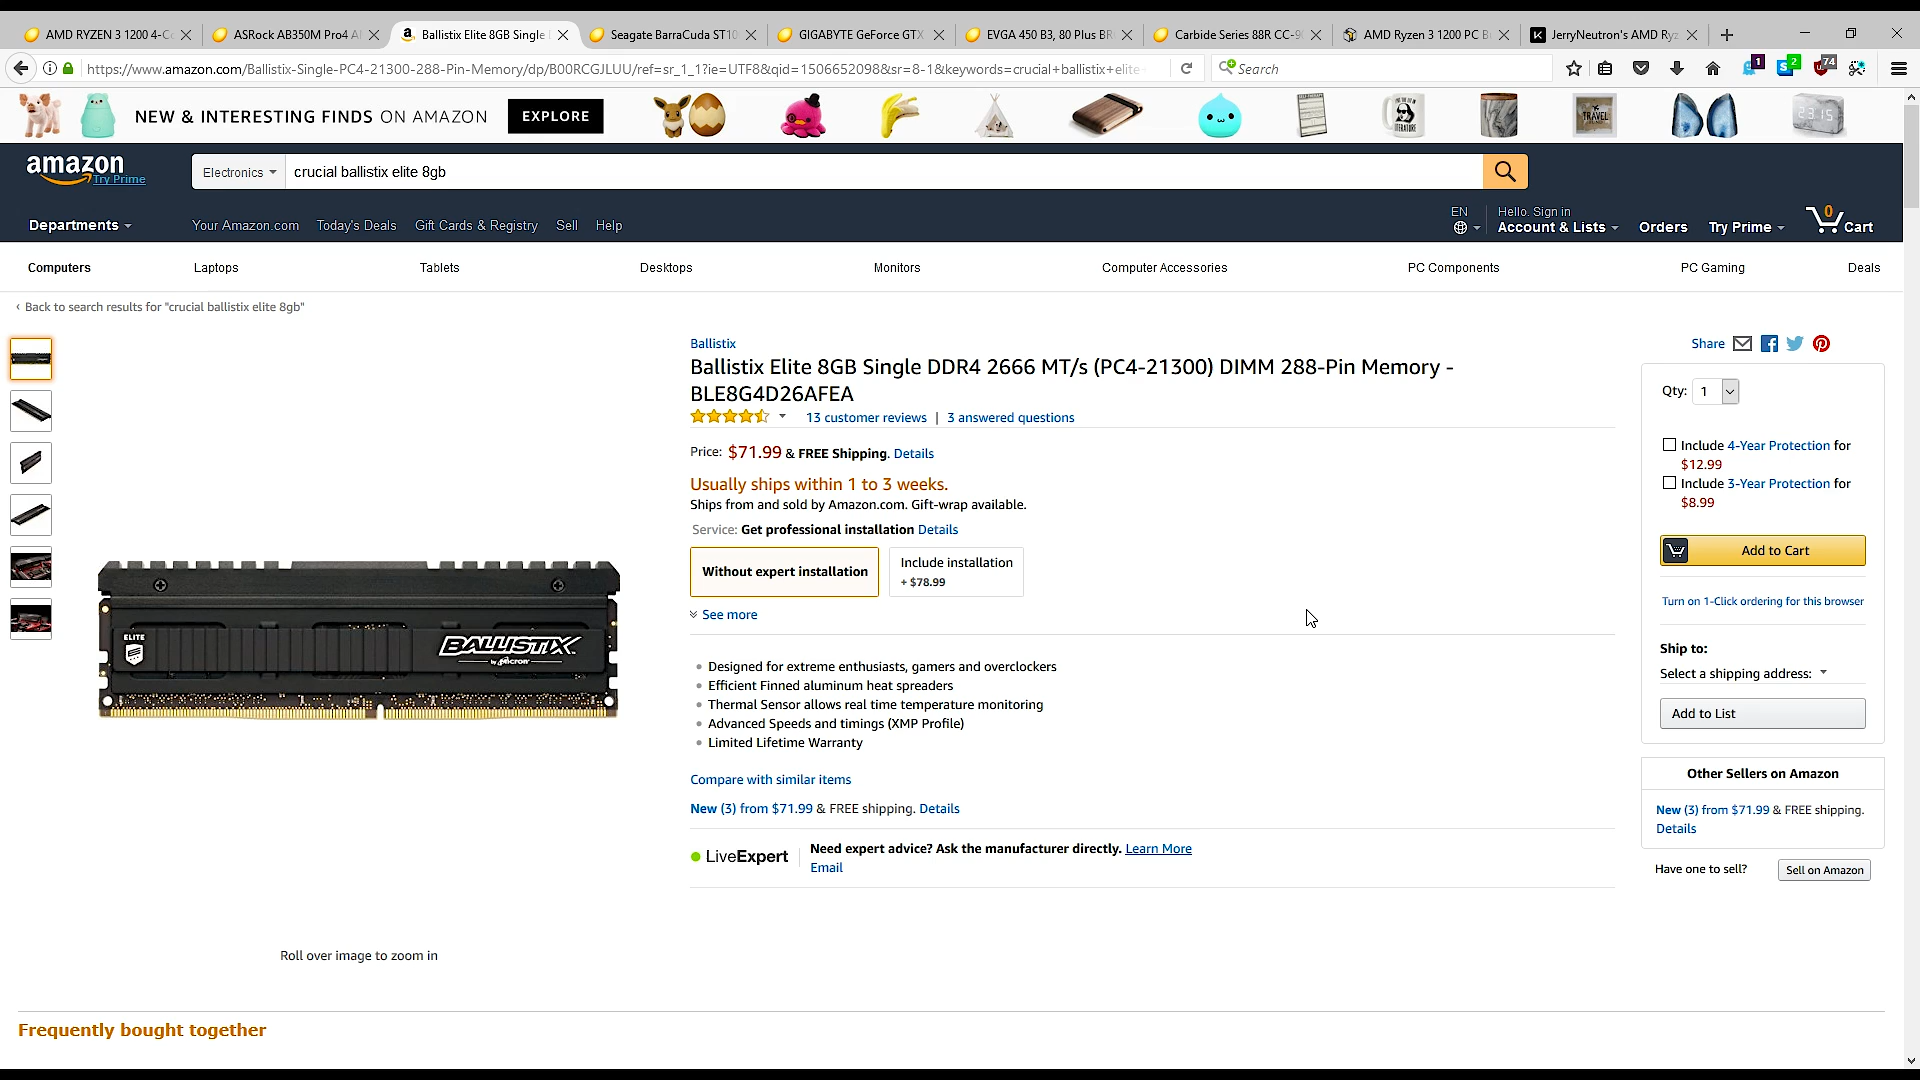 AMD RYZEN 3 1200 4-C
ASRock AB350M Pro4 A
Ballistix Elite 8GB Single
Seagate BarraCuda ST10
GIGABYTE GeForce GTX
EVGA 450 B3, 80 Plus BR
Carbide Series 88R CC-9
AMD Ryzen 3 1200 PC B
JerryNeutron's AMD Ryz
https://www.amazon.com/Ballistix-Single-PC4-21300-288-Pin-Memory/dp/B00RCGJLUU/ref=sr_1_1?ie=UTF8&qid=1506652098&sr=8-1&keywords=crucial+ballistix+elite
Search
1
2
74
NEW & INTERESTING FINDS ON AMAZON
EXPLORE
TRAVEL
LITERATURE
23:15
amazon
Try Prime
Electronics
crucial ballistix elite 8gb
Departments
Your Amazon.com
Today's Deals
Gift Cards & Registry
Sell
Help
EN
Hello. Sign in
Account & Lists
Orders
Try Prime
0
Cart
Computers
Laptops
Tablets
Desktops
Monitors
Computer Accessories
PC Components
PC Gaming
Deals
‹ Back to search results for "crucial ballistix elite 8gb"
Ballistix
Ballistix Elite 8GB Single DDR4 2666 MT/s (PC4-21300) DIMM 288-Pin Memory -
BLE8G4D26AFEA
13 customer reviews | 3 answered questions
Price: $71.99 & FREE Shipping. Details
Usually ships within 1 to 3 weeks.
Ships from and sold by Amazon.com. Gift-wrap available.
Service: Get professional installation Details
Without expert installation
Include installation
+ $78.99
See more
Designed for extreme enthusiasts, gamers and overclockers
Efficient Finned aluminum heat spreaders
Thermal Sensor allows real time temperature monitoring
Advanced Speeds and timings (XMP Profile)
Limited Lifetime Warranty
Compare with similar items
New (3) from $71.99 & FREE shipping. Details
LiveExpert
Need expert advice? Ask the manufacturer directly. Learn More
Email
ELITE
BALLISTIX
by Micron
Roll over image to zoom in
Frequently bought together
Share
Qty: 1
Include 4-Year Protection for
$12.99
Include 3-Year Protection for
$8.99
Add to Cart
Turn on 1-Click ordering for this browser
Ship to:
Select a shipping address:
Add to List
Other Sellers on Amazon
New (3) from $71.99 & FREE shipping.
Details
Have one to sell?
Sell on Amazon